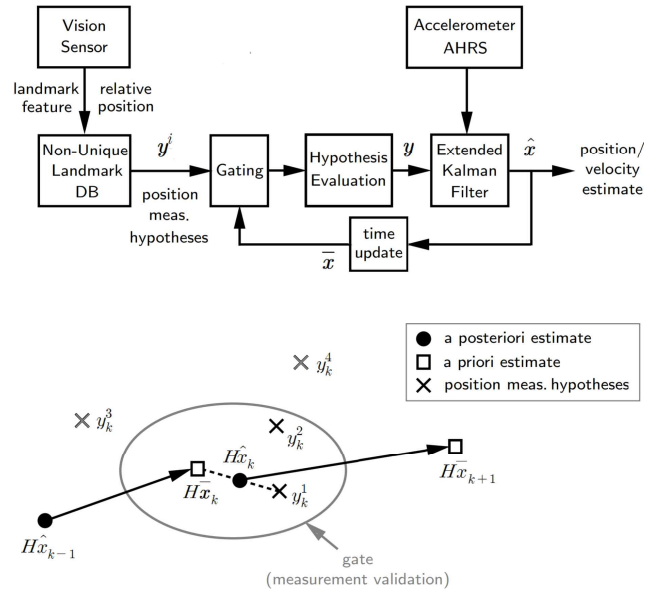 Vision
Sensor
Accelerometer
AHRS
landmark
feature
relative
position
Non-Unique
Landmark
DB
yⁱ
position
meas.
hypotheses
Gating
Hypothesis
Evaluation
y
Extended
Kalman
Filter
x̂
position/
velocity
estimate
x̄
time
update
a posteriori estimate
a priori estimate
position meas. hypotheses
y_k^4
y_k^3
y_k^2
Hx̂_k
Hx̄_k
y_k^1
Hx̄_{k+1}
Hx̂_{k−1}
gate
(measurement validation)